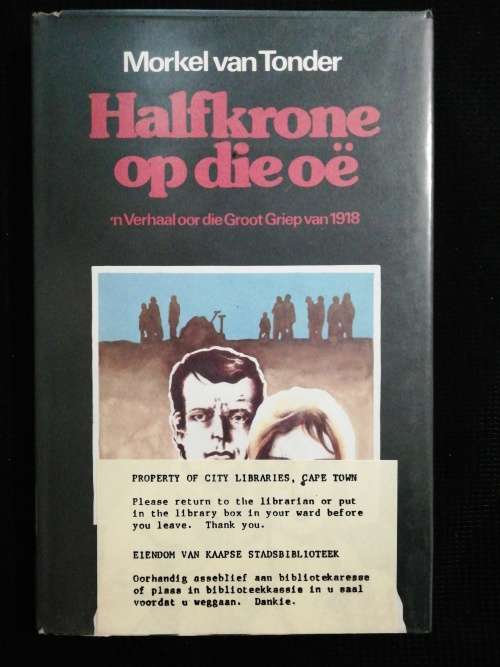 Morkel van Tonder
Halfkrone
op die oë
'n Verhaal oor die Groot Griep van 1918
PROPERTY OF CITY LIBRARIES, CAPE TOWN
Please return to the librarian or put
in the library box in your ward before
you leave. Thank you.
EIENDOM VAN KAAPSE STADSBIBLIOTEEK
Oorhandig asseblief aan bibliotekaresse
of plaas in biblioteekkassie in u saal
voordat u weggaan. Dankie.